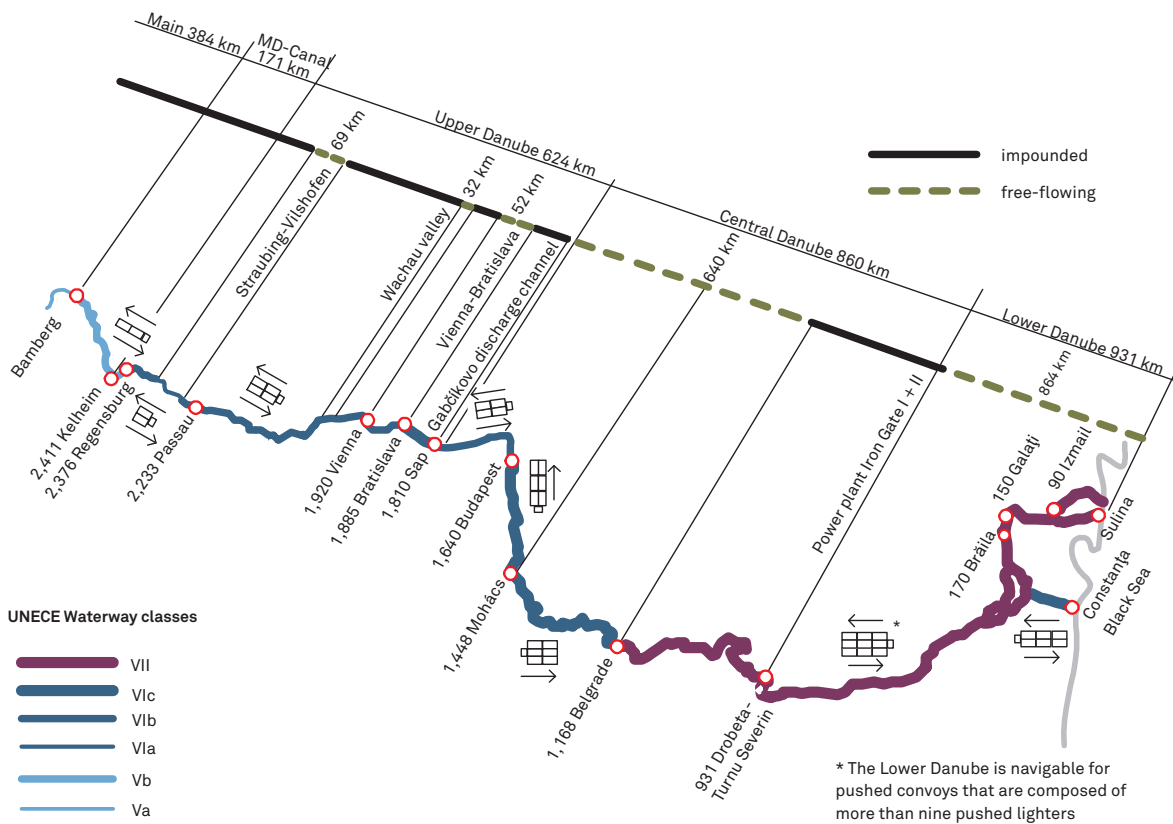 Main 384 km
MD-Canal
171 km
Upper Danube 624 km
Central Danube 860 km
Lower Danube 931 km
69 km
32 km
52 km
640 km
864 km
impounded
free-flowing
Straubing-Vilshofen
Wachau valley
Vienna-Bratislava
Gabčíkovo discharge channel
Power plant Iron Gate I + II
Bamberg
2,411 Kelheim
2,376 Regensburg
2,233 Passau
1,920 Vienna
1,885 Bratislava
1,810 Sap
1,640 Budapest
1,448 Mohács
1,168 Belgrade
931 Drobeta-
Turnu Severin
170 Brăila
150 Galaţi
90 Izmail
Sulina
Constanţa
Black Sea
*
UNECE Waterway classes
VII
VIc
VIb
VIa
Vb
Va
* The Lower Danube is navigable for
pushed convoys that are composed of
more than nine pushed lighters